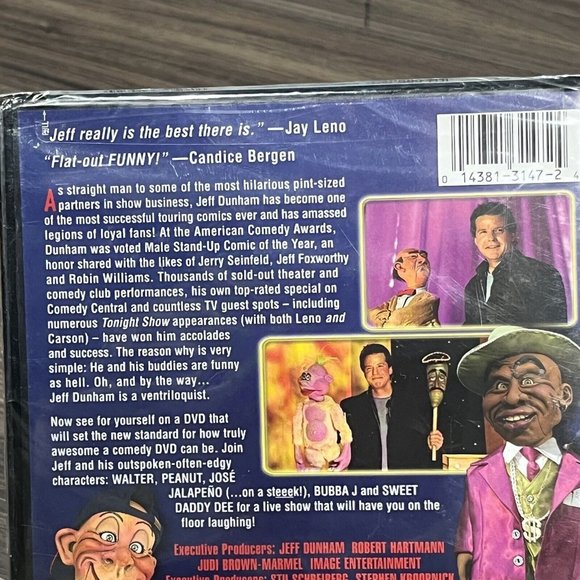 "Jeff really is the best there is." —Jay Leno
"Flat-out FUNNY!" —Candice Bergen
As straight man to some of the most hilarious pint-sized
partners in show business, Jeff Dunham has become one
of the most successful touring comics ever and has amassed
legions of loyal fans! At the American Comedy Awards,
Dunham was voted Male Stand-Up Comic of the Year, an
honor shared with the likes of Jerry Seinfeld, Jeff Foxworthy
and Robin Williams. Thousands of sold-out theater and
comedy club performances, his own top-rated special on
Comedy Central and countless TV guest spots – including
numerous Tonight Show appearances (with both Leno and
Carson) – have won him accolades
and success. The reason why is very
simple: He and his buddies are funny
as hell. Oh, and by the way...
Jeff Dunham is a ventriloquist.
Now see for yourself on a DVD that
will set the new standard for how truly
awesome a comedy DVD can be. Join
Jeff and his outspoken-often-edgy
characters: WALTER, PEANUT, JOSÉ
JALAPEÑO (...on a steeek!), BUBBA J and SWEET
DADDY DEE for a live show that will have you on the
floor laughing!
Executive Producers: JEFF DUNHAM ROBERT HARTMANN
JUDI BROWN-MARMEL IMAGE ENTERTAINMENT
Executive Producers: STU SCHREIBERG STEPHEN KROOPNICK
0 14381-3147-2 4